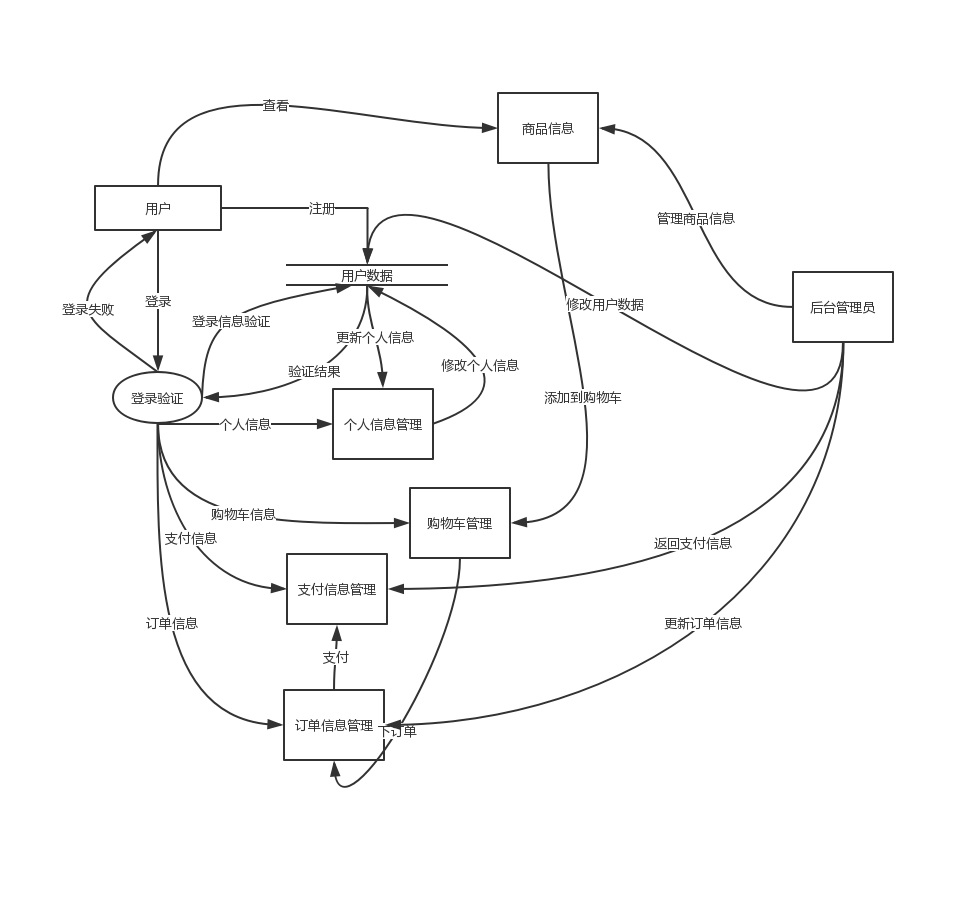 查看
商品信息
用户
注册
管理商品信息
用户数据
登录
登录失败
修改用户数据
后台管理员
登录信息验证
更新个人信息
验证结果
修改个人信息
登录验证
添加到购物车
个人信息
个人信息管理
购物车信息
购物车管理
支付信息
返回支付信息
支付信息管理
订单信息
更新订单信息
支付
订单信息管理
下订单